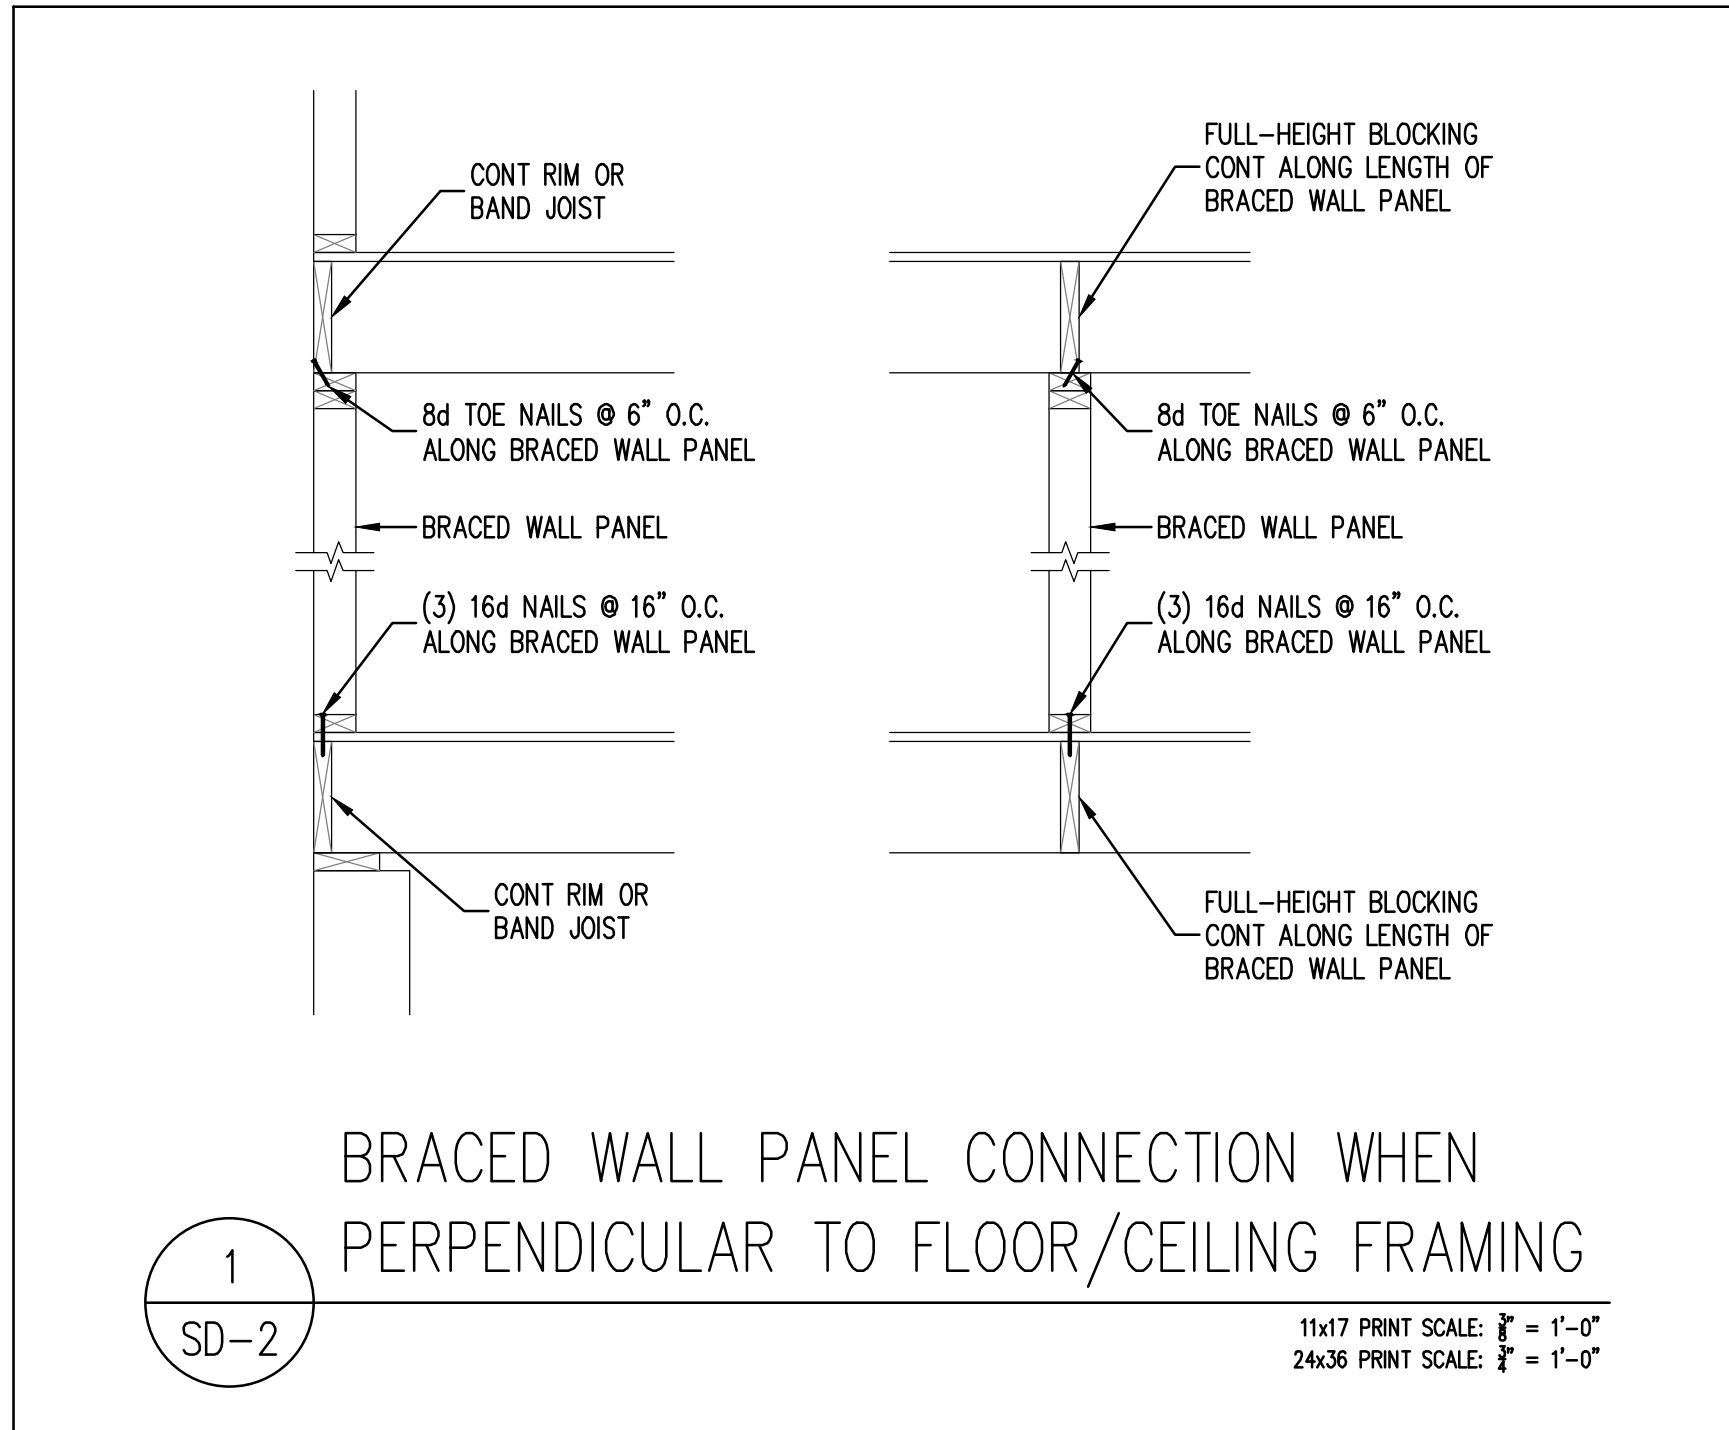 CONT RIM OR
BAND JOIST
8d TOE NAILS @ 6" O.C.
ALONG BRACED WALL PANEL
BRACED WALL PANEL
(3) 16d NAILS @ 16" O.C.
ALONG BRACED WALL PANEL
CONT RIM OR
BAND JOIST
FULL-HEIGHT BLOCKING
CONT ALONG LENGTH OF
BRACED WALL PANEL
8d TOE NAILS @ 6" O.C.
ALONG BRACED WALL PANEL
BRACED WALL PANEL
(3) 16d NAILS @ 16" O.C.
ALONG BRACED WALL PANEL
FULL-HEIGHT BLOCKING
CONT ALONG LENGTH OF
BRACED WALL PANEL
BRACED WALL PANEL CONNECTION WHEN
PERPENDICULAR TO FLOOR/CEILING FRAMING
1
SD-2
11x17 PRINT SCALE: 3/8" = 1'-0"
24x36 PRINT SCALE: 3/4" = 1'-0"